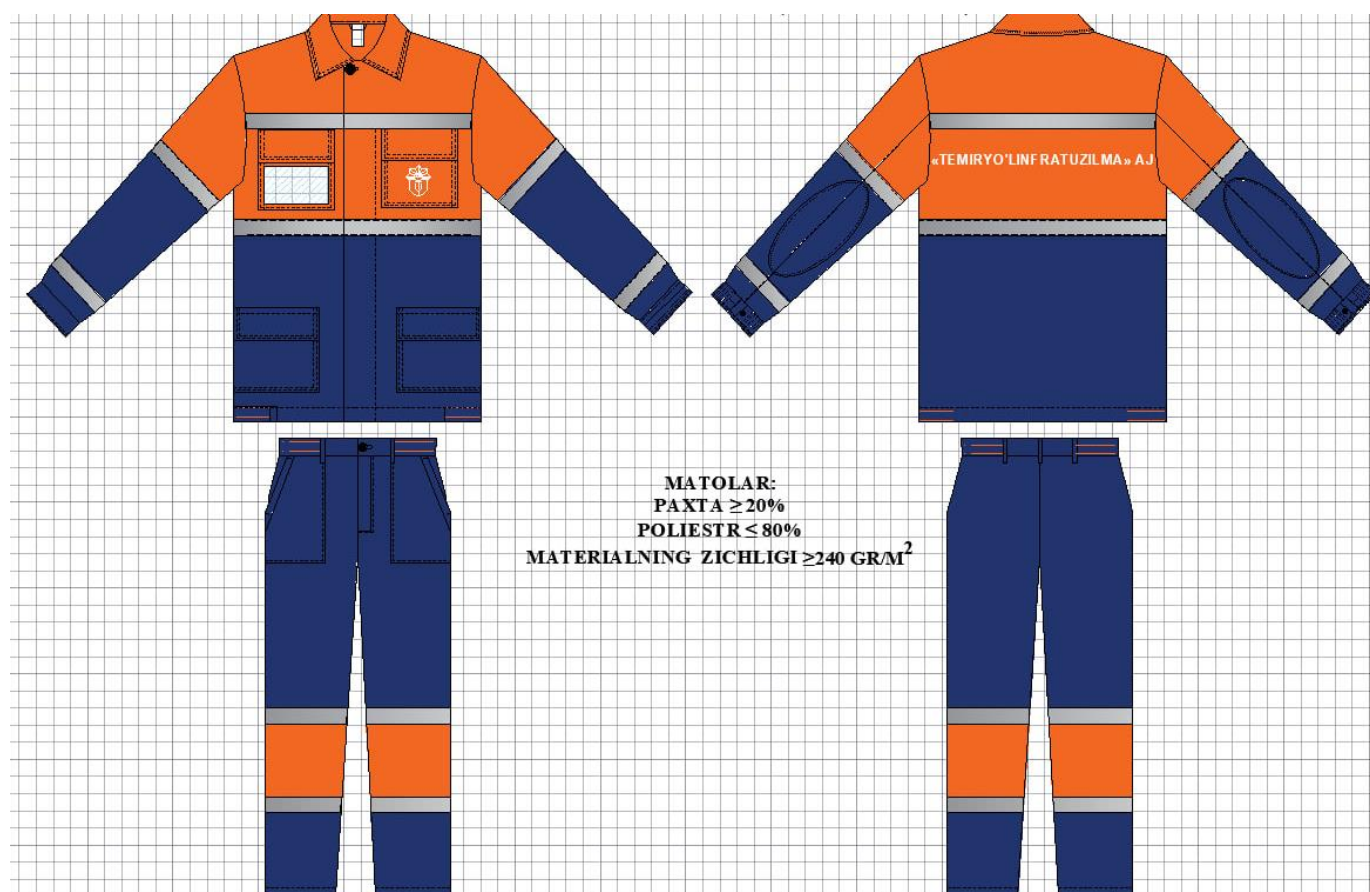 «TEMIRYO'LINFRATUZILMA» AJ
MATOLAR:
PAXTA ≥ 20%
POLIESTR ≤ 80%
MATERIALNING ZICHLIGI ≥240 GR/M²